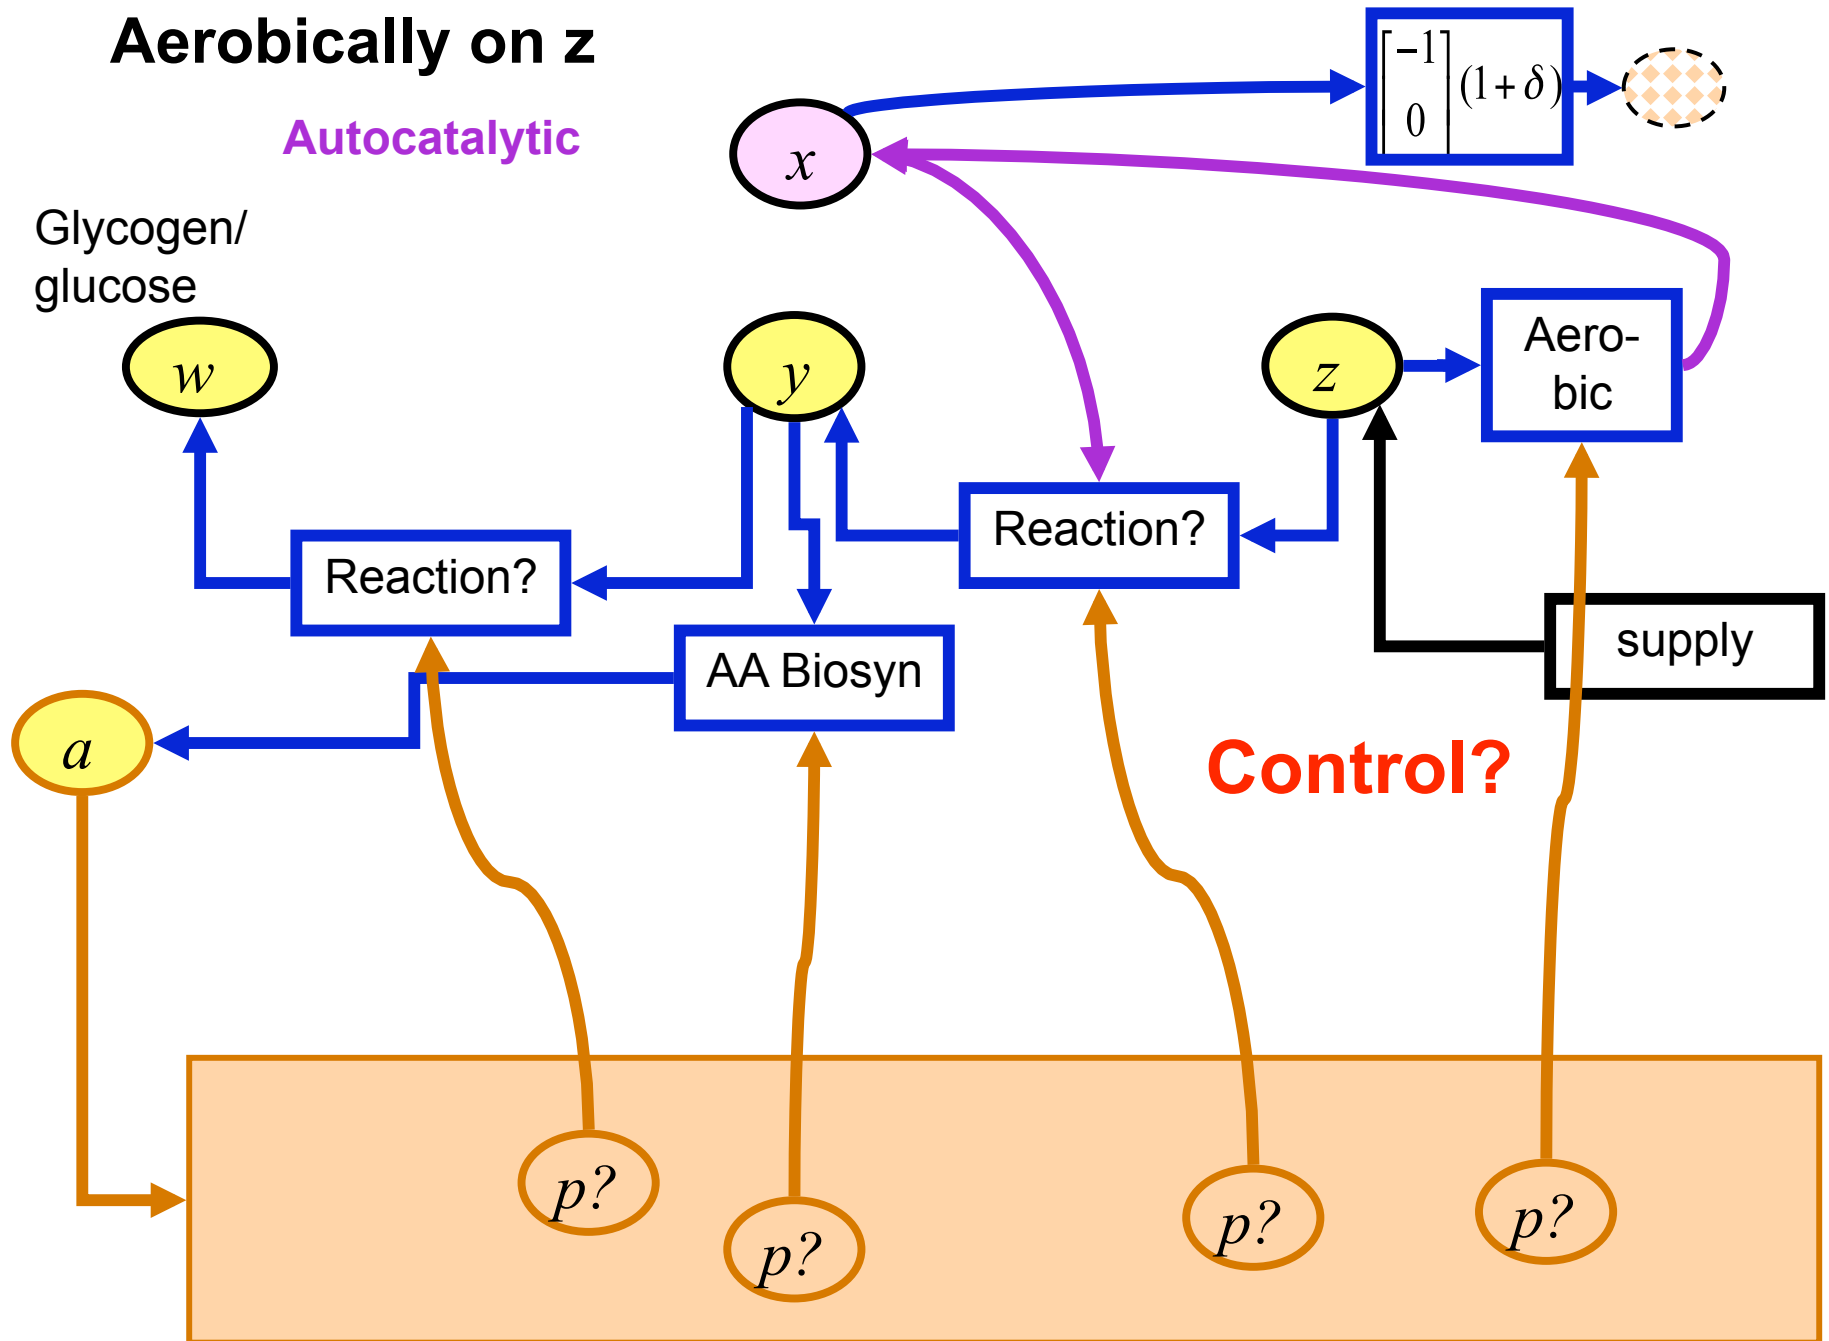 Aerobically on z
Autocatalytic
[−1 0] (1 + δ)
x
Glycogen/
glucose
w
y
z
Aero-
bic
Reaction?
Reaction?
supply
AA Biosyn
a
Control?
p?
p?
p?
p?